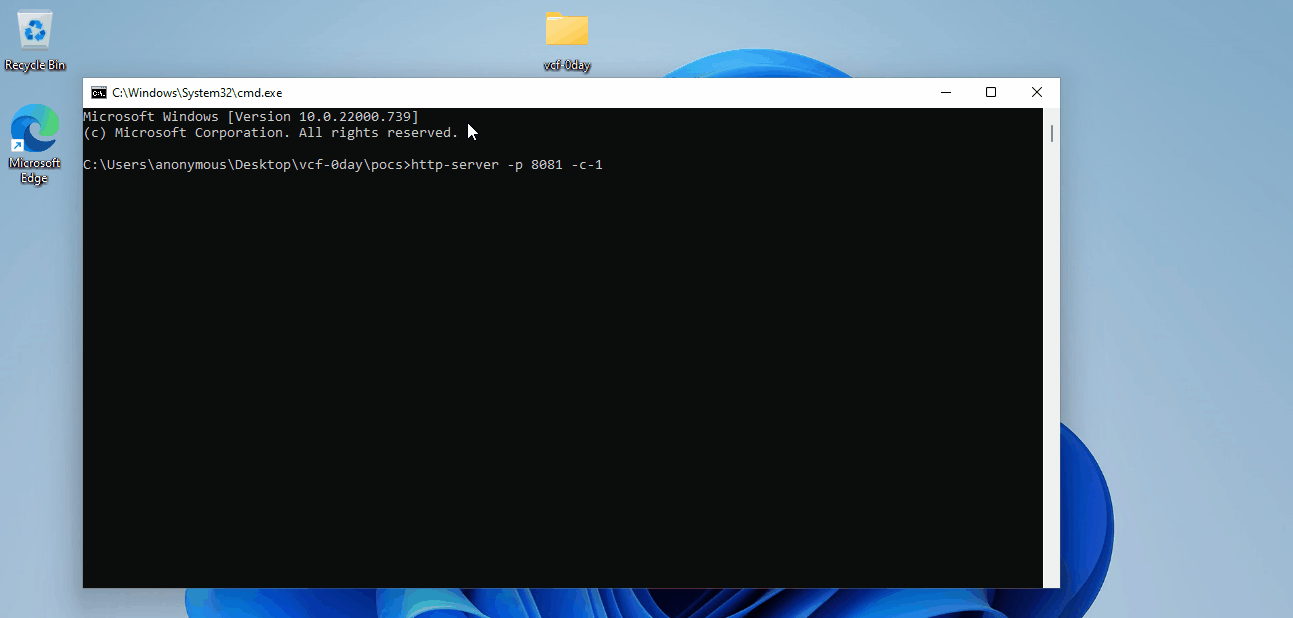 Recycle Bin
vcf-0day
C:\Windows\System32\cmd.exe
Microsoft Windows [Version 10.0.22000.739]
(c) Microsoft Corporation. All rights reserved.
Microsoft
Edge
C:\Users\anonymous\Desktop\vcf-0day\pocs>http-server -p 8081 -c-1